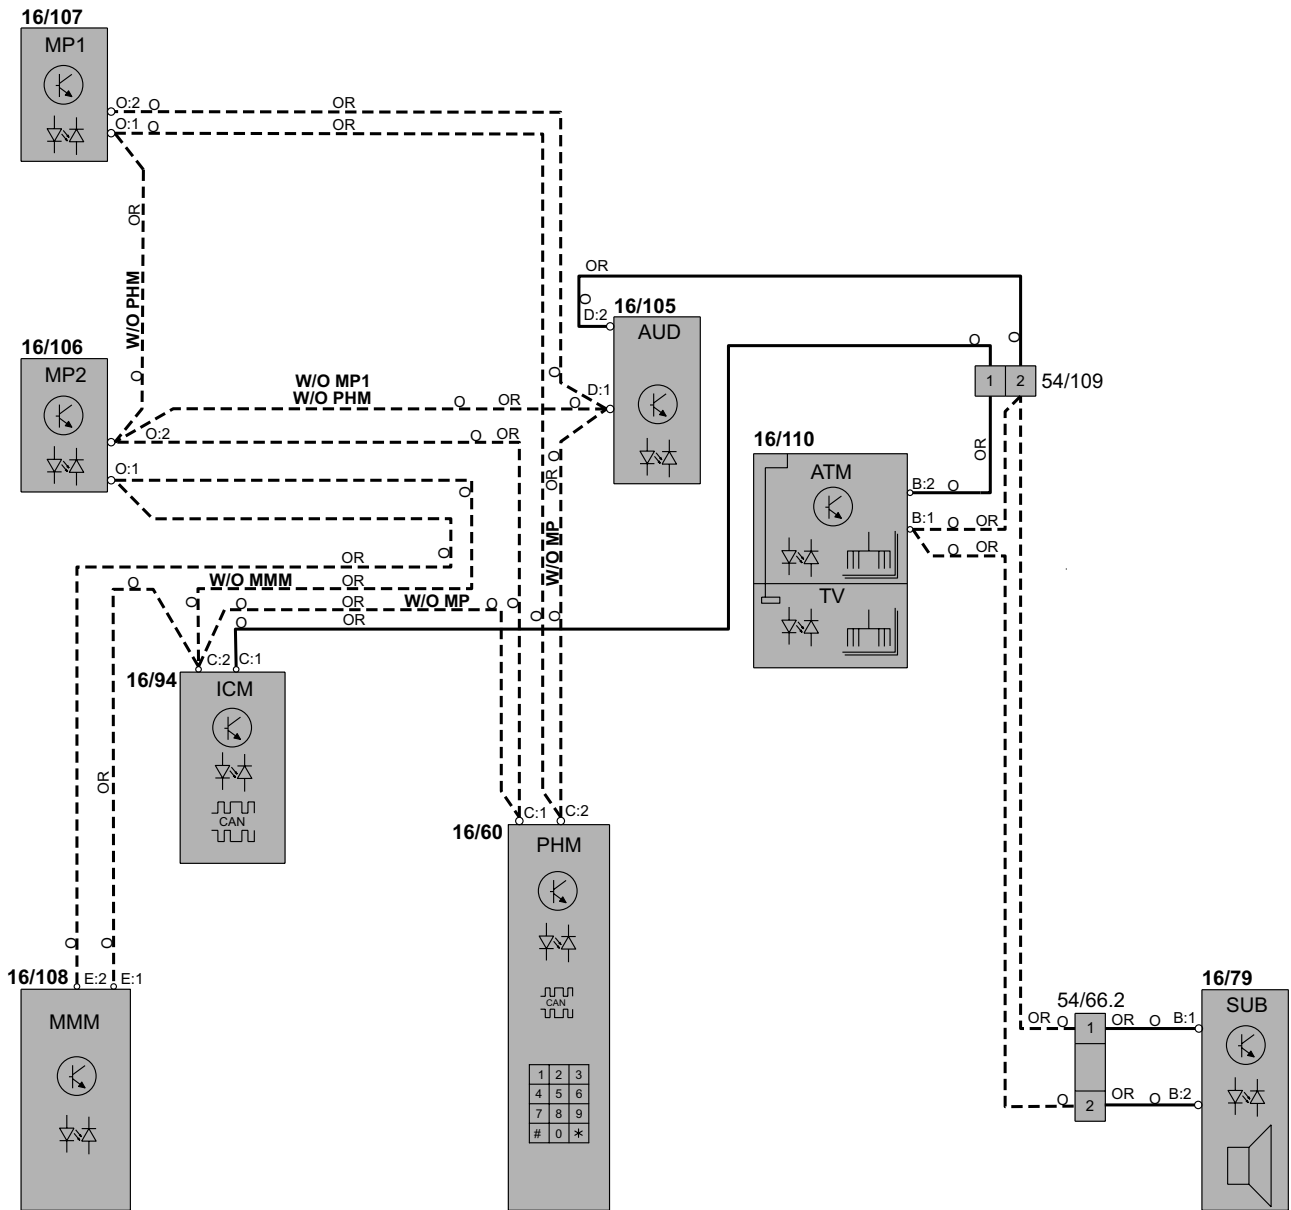 16/107
MP1
O:2 O OR
O:1 O OR
OR
W/O PHM
O
16/106
MP2
W/O MP1
W/O PHM
O OR O
O:2 O OR
O:1
O
O
OR
O
W/O MMM OR
O
O OR W/O MP O O
O OR
O O
OR
O
D:2
16/105
AUD
O
D:1
O
OR
W/O MP
O O
1 2 54/109
OR
16/110
ATM
B:2 O
B:1 O OR
O OR
TV
16/94
C:2 C:1
ICM
CAN
OR
O O
16/108 E:2 E:1
MMM
C:1 C:2
16/60
PHM
CAN
1 2 3
4 5 6
7 8 9
# 0 *
54/66.2
OR O 1 OR O B:1
O 2 OR O B:2
16/79
SUB